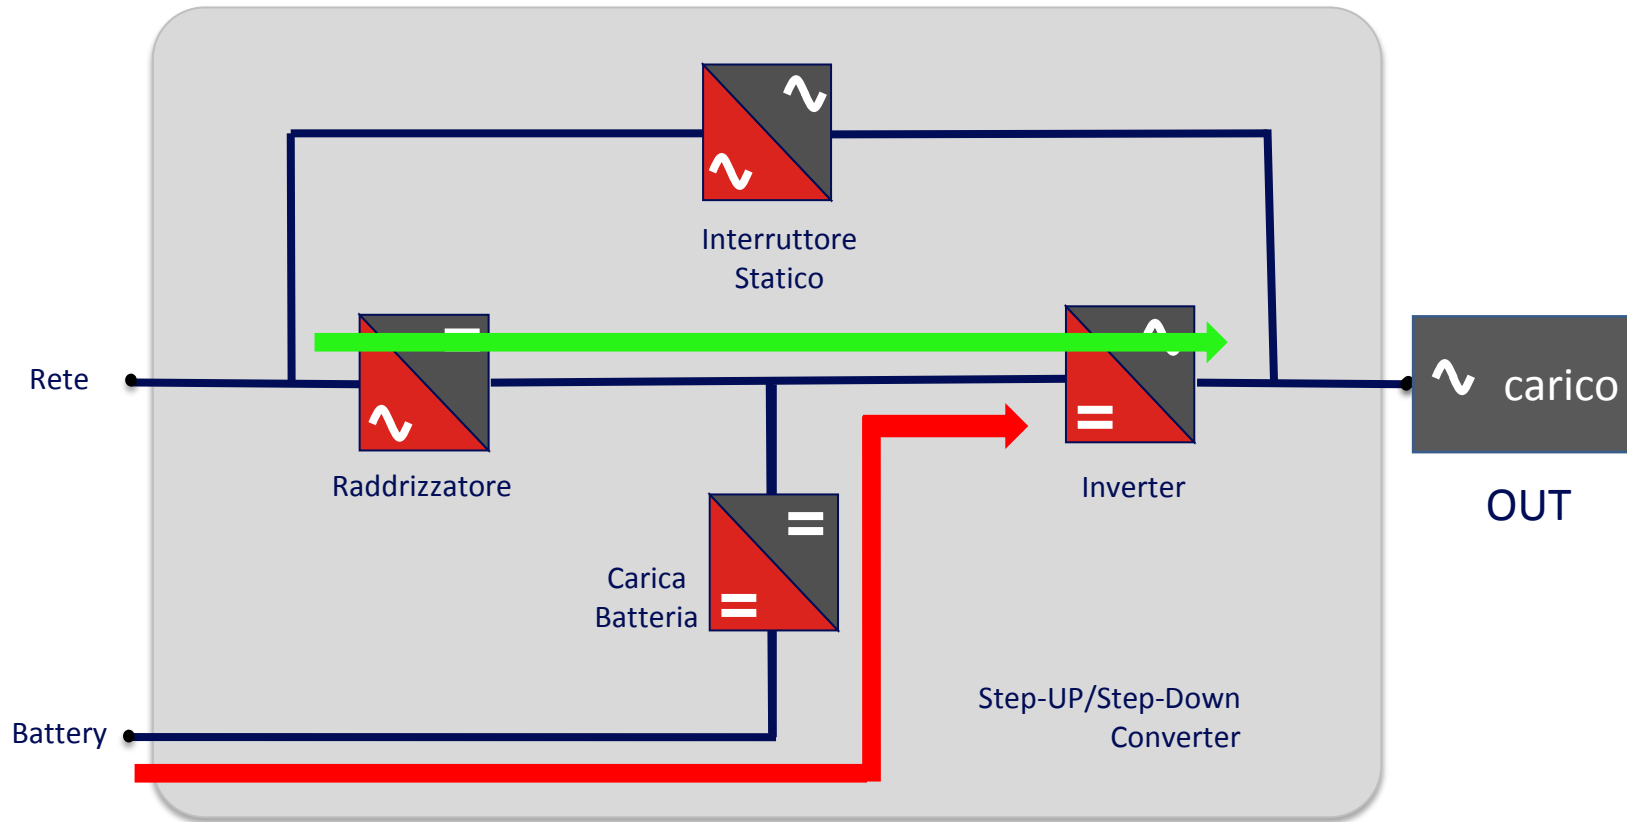 Interruttore
Statico
Rete
carico
Raddrizzatore
Inverter
OUT
Carica
Batteria
Step-UP/Step-Down
Converter
Battery